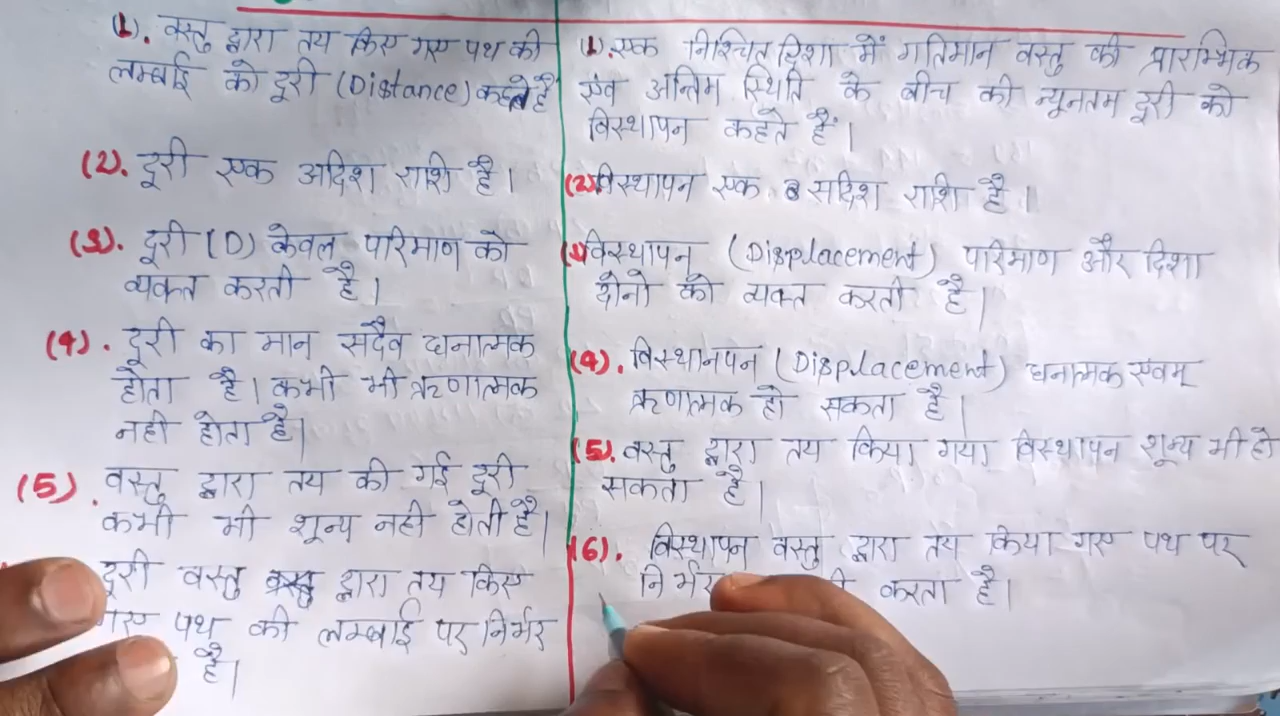 (1). वस्तु द्वारा तय किए गए पथ की
लम्बाई को दूरी (Distance) कहते हैं
(2). दूरी एक अदिश राशि है।
(3). दूरी (D) केवल परिमाण को
व्यक्त करती है।
(4). दूरी का मान सदैव धनात्मक
होता है। कभी भी ऋणात्मक
नही होता है।
(5). वस्तु द्वारा तय की गई दूरी
कभी भी शून्य नही होती है।
दूरी वस्तु द्वारा तय किए
गए पथ की लम्बाई पर निर्भर
है।
(1). एक निश्चित दिशा में गतिमान वस्तु की प्रारम्भिक
एंव अन्तिम स्थिति के बीच की न्यूनतम दूरी को
विस्थापन कहते हैं।
(2) विस्थापन एक सदिश राशि है।
(3) विस्थापन (Displacement) परिमाण और दिशा
दोनो को व्यक्त करती है।
(4). विस्थानपन (Displacement) धनात्मक एवम्
ऋणात्मक हो सकता है।
(5). वस्तु द्वारा तय किया गया विस्थापन शून्य भी हो
सकता है।
(6). विस्थापन वस्तु द्वारा तय किया गए पथ पर
निर्भर करता है।